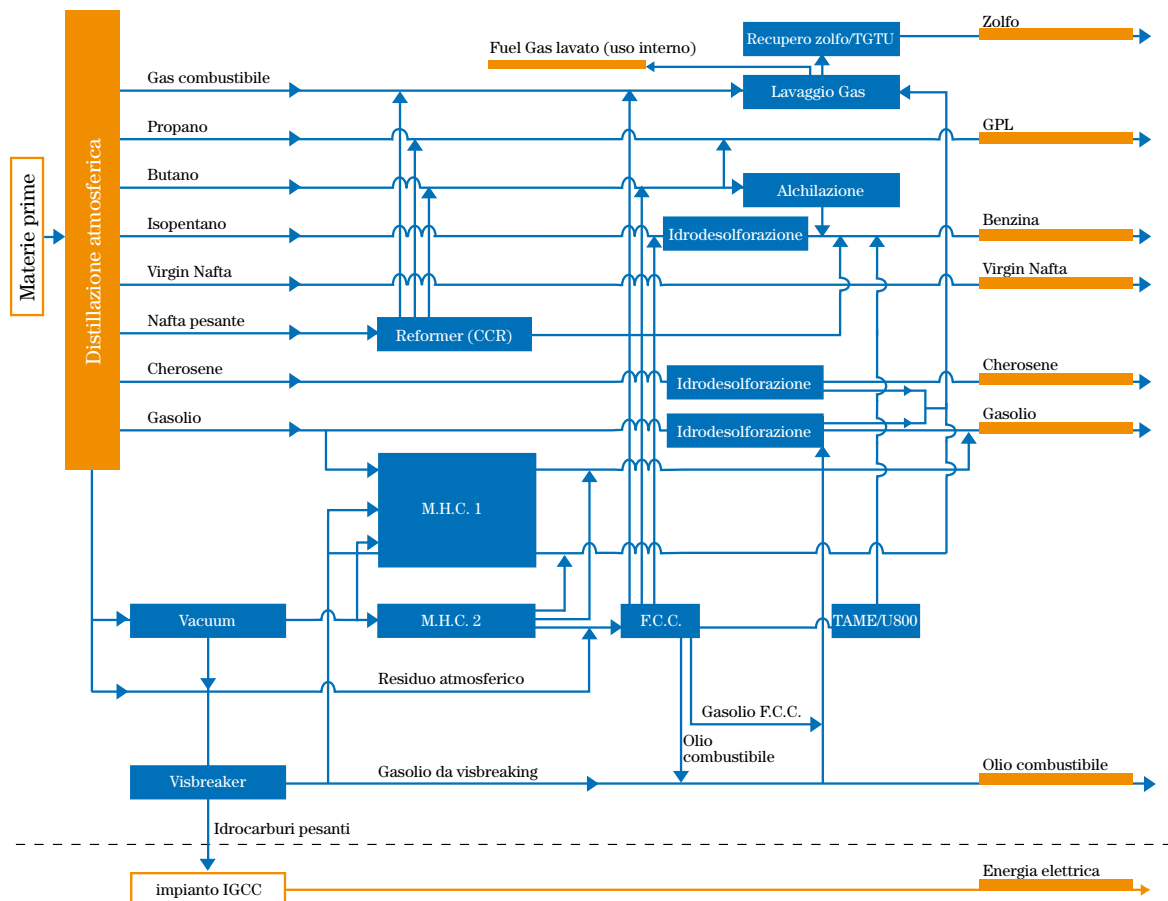 Zolfo
Recupero zolfo/TGTU
Fuel Gas lavato (uso interno)
Gas combustibile
Lavaggio Gas
Propano
GPL
Butano
Alchilazione
Isopentano
Idrodesolforazione
Benzina
Materie prime
Distillazione atmosferica
Virgin Nafta
Virgin Nafta
Nafta pesante
Reformer (CCR)
Cherosene
Idrodesolforazione
Cherosene
Gasolio
Idrodesolforazione
Gasolio
M.H.C. 1
Vacuum
M.H.C. 2
F.C.C.
TAME/U800
Residuo atmosferico
Gasolio F.C.C.
Olio
combustibile
Visbreaker
Gasolio da visbreaking
Olio combustibile
Idrocarburi pesanti
impianto IGCC
Energia elettrica